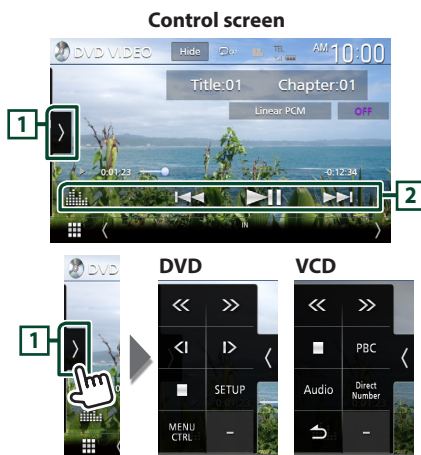 Control screen
DVD VIDEO Hide TEL AM 10:00
Title:01 Chapter:01
Linear PCM OFF
1
0:01:23 -0:12:34
2
IN
DVD VCD
DVD
1
SETUP PBC
Audio Direct Number
MENU CTRL
–
–